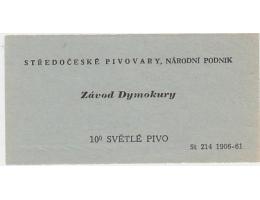 STŘEDOČESKÉ PIVOVARY, NÁRODNÍ PODNIK
Závod Dymokury
10⁰ SVĚTLÉ PIVO
St 214 1906-61